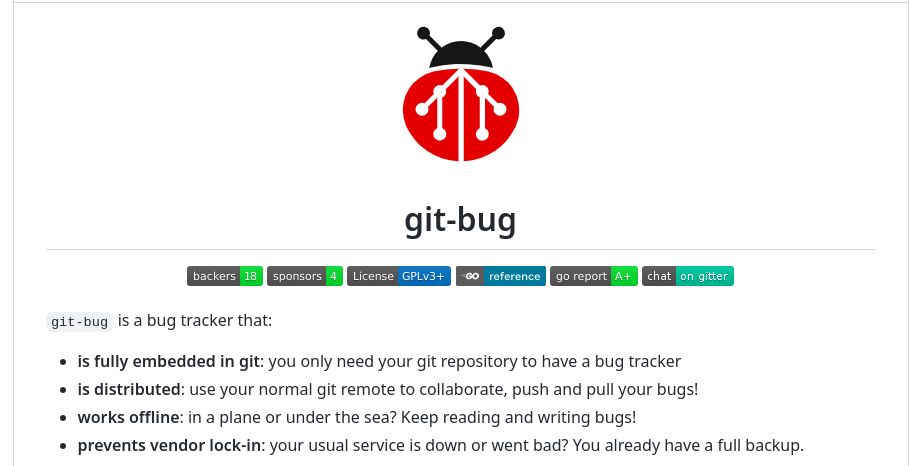 git-bug
backers 18 sponsors 4 License GPLv3+ GO reference go report A+ chat on gitter
git-bug is a bug tracker that:
is fully embedded in git: you only need your git repository to have a bug tracker
is distributed: use your normal git remote to collaborate, push and pull your bugs!
works offline: in a plane or under the sea? Keep reading and writing bugs!
prevents vendor lock-in: your usual service is down or went bad? You already have a full backup.